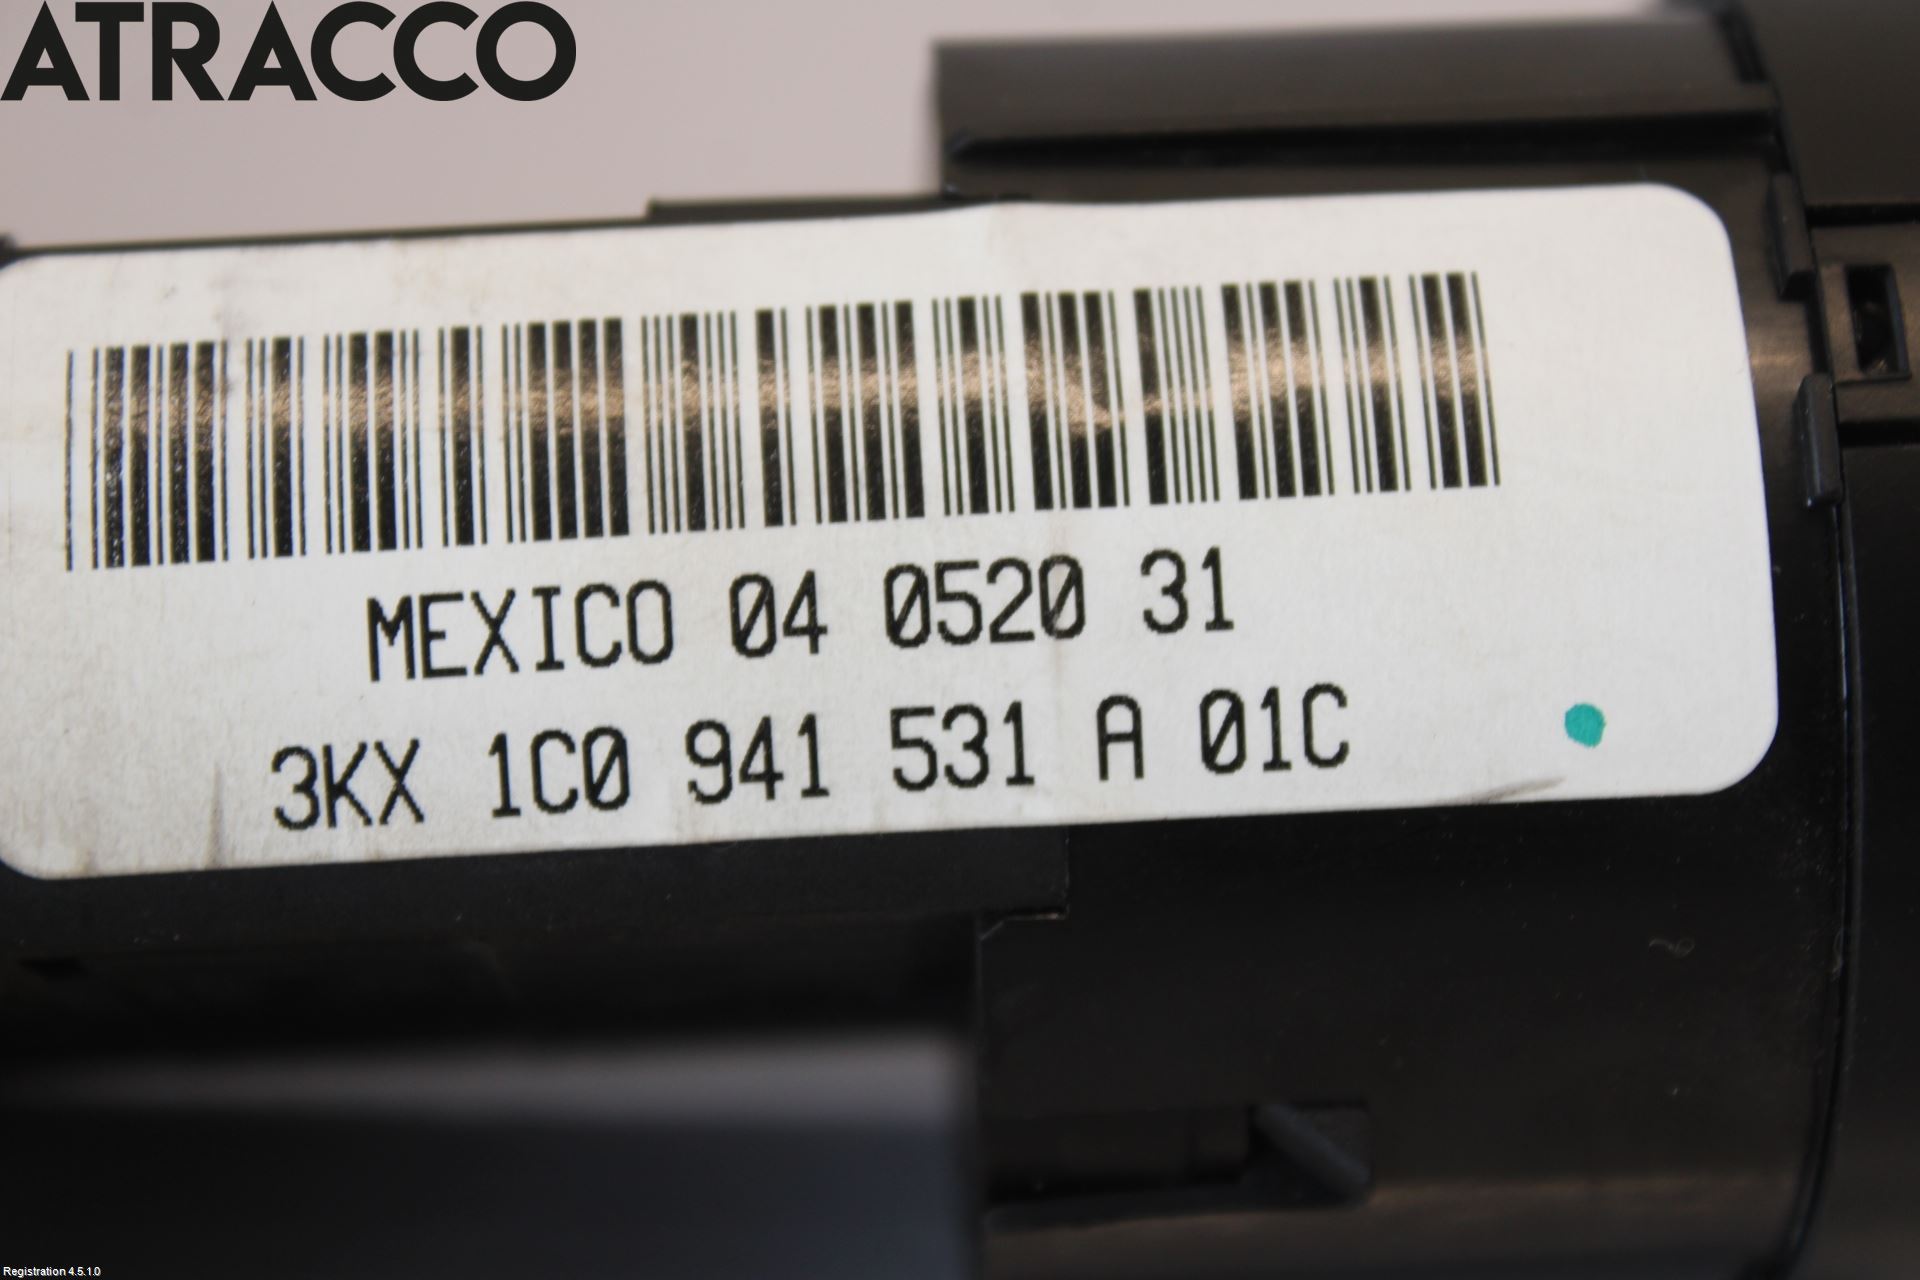 ATRACCO
MEXICO 04 0520 31
3KX 1C0 941 531 A 01C
Registration 4.5.1.0